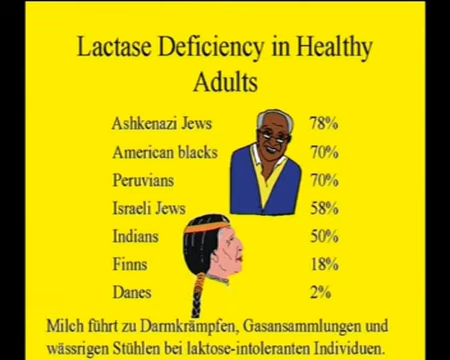 Lactase Deficiency in Healthy
Adults
Ashkenazi Jews 78%
American blacks 70%
Peruvians 70%
Israeli Jews 58%
Indians 50%
Finns 18%
Danes 2%
Milch führt zu Darmkrämpfen, Gasansammlungen und
wässrigen Stühlen bei laktose-intoleranten Individuen.